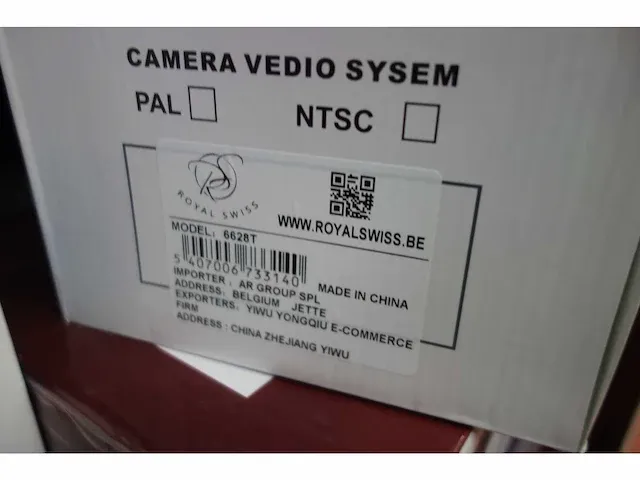 CAMERA VEDIO SYSEM
PAL
NTSC
ROYAL SWISS
WWW.ROYALSWISS.BE
MODEL: 6628T
5 407006 733140
MADE IN CHINA
IMPORTER . AR GROUP SPL
ADDRESS: BELGIUM JETTE
EXPORTERS. YIWU YONGQIU E-COMMERCE
FIRM
ADDRESS : CHINA ZHEJIANG YIWU